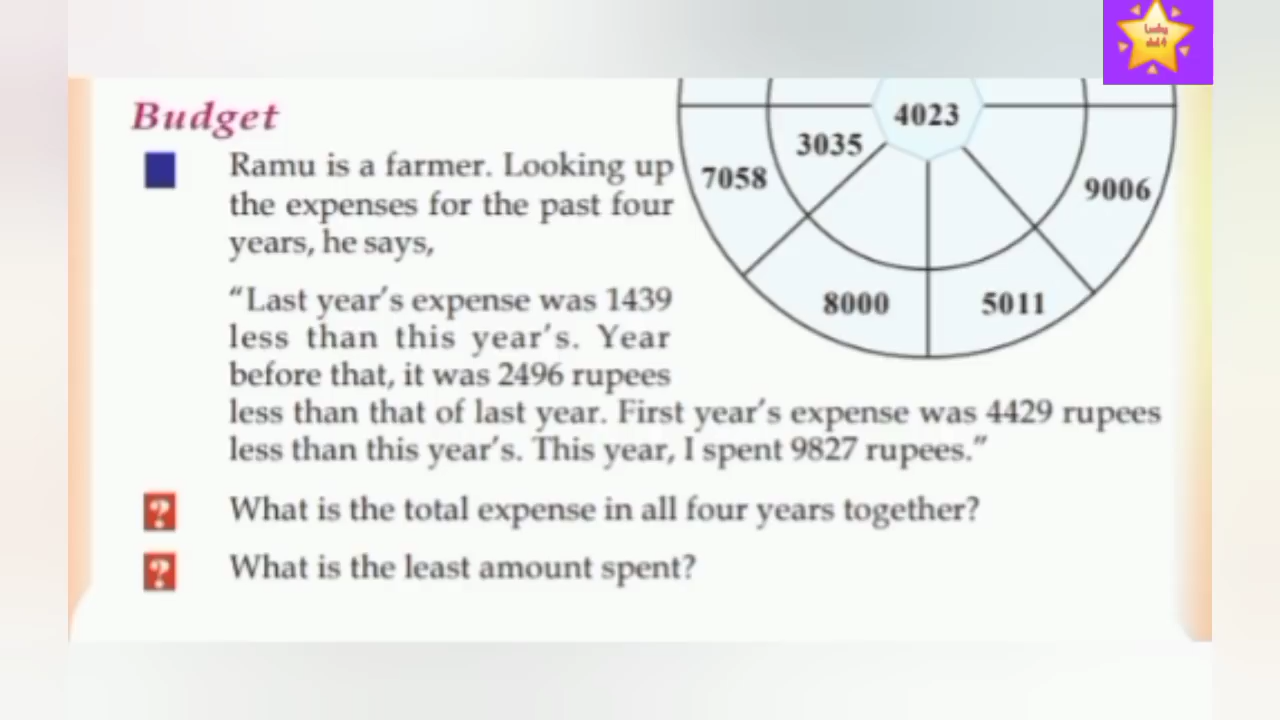 Lucky
Budget
4023
3035
7058
9006
8000
5011
Ramu is a farmer. Looking up
the expenses for the past four
years, he says,
“Last year’s expense was 1439
less than this year’s. Year
before that, it was 2496 rupees
less than that of last year. First year’s expense was 4429 rupees
less than this year’s. This year, I spent 9827 rupees.”
? What is the total expense in all four years together?
? What is the least amount spent?